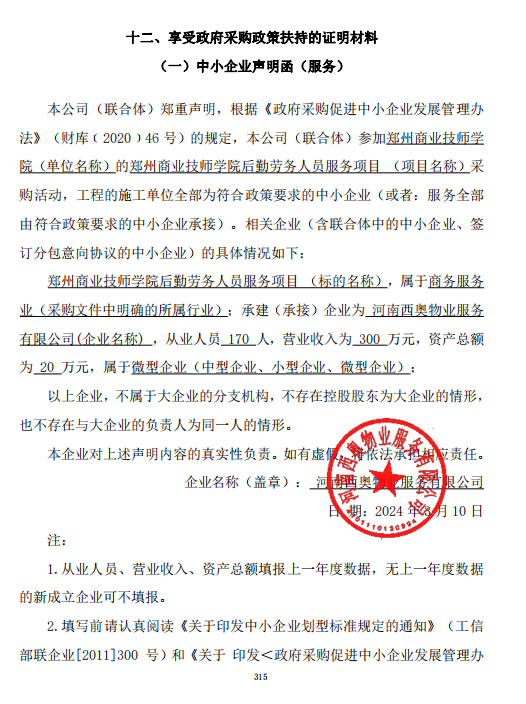 十二、享受政府采购政策扶持的证明材料
（一）中小企业声明函（服务）
本公司（联合体）郑重声明，根据《政府采购促进中小企业发展管理办
法》（财库﹝2020﹞46 号）的规定，本公司（联合体）参加郑州商业技师学
院（单位名称）的郑州商业技师学院后勤劳务人员服务项目 （项目名称）采
购活动，工程的施工单位全部为符合政策要求的中小企业（或者：服务全部
由符合政策要求的中小企业承接）。相关企业（含联合体中的中小企业、签
订分包意向协议的中小企业）的具体情况如下：
郑州商业技师学院后勤劳务人员服务项目 （标的名称），属于商务服务
业（采购文件中明确的所属行业）；承建（承接）企业为 河南西奥物业服务
有限公司(企业名称) ，从业人员 170 人，营业收入为 300 万元，资产总额
为 20 万元，属于微型企业（中型企业、小型企业、微型企业）；
以上企业，不属于大企业的分支机构，不存在控股股东为大企业的情形，
也不存在与大企业的负责人为同一人的情形。
本企业对上述声明内容的真实性负责。如有虚假，将依法承担相应责任。
企业名称（盖章）： 河南西奥物业服务有限公司
日 期：2024 年8月 10 日
河南西奥物业服务有限公司
注：
1.从业人员、营业收入、资产总额填报上一年度数据，无上一年度数据
的新成立企业可不填报。
2.填写前请认真阅读《关于印发中小企业划型标准规定的通知》（工信
部联企业[2011]300 号)和《关于 印发＜政府采购促进中小企业发展管理办
315